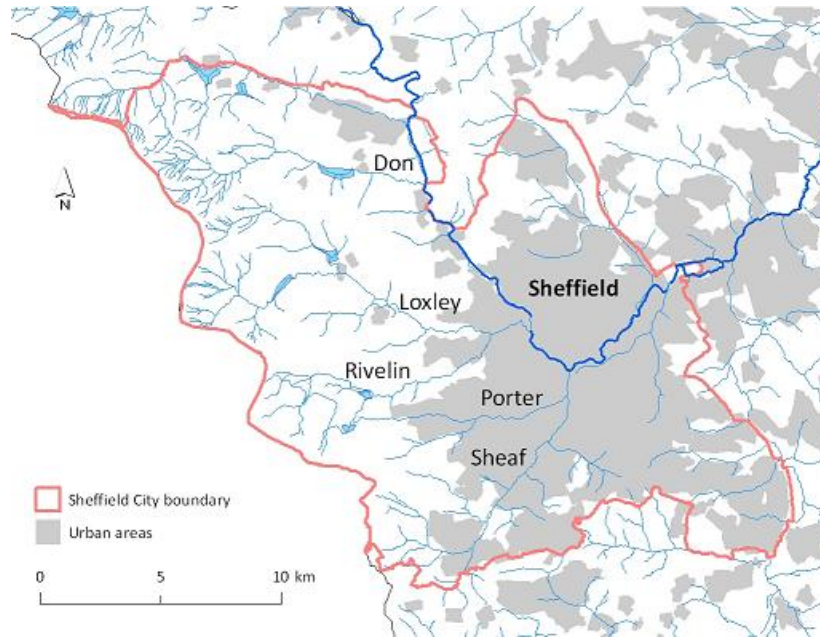 Don
Sheffield
Loxley
Rivelin
Porter
Sheaf
N
Sheffield City boundary
Urban areas
0 5 10 km